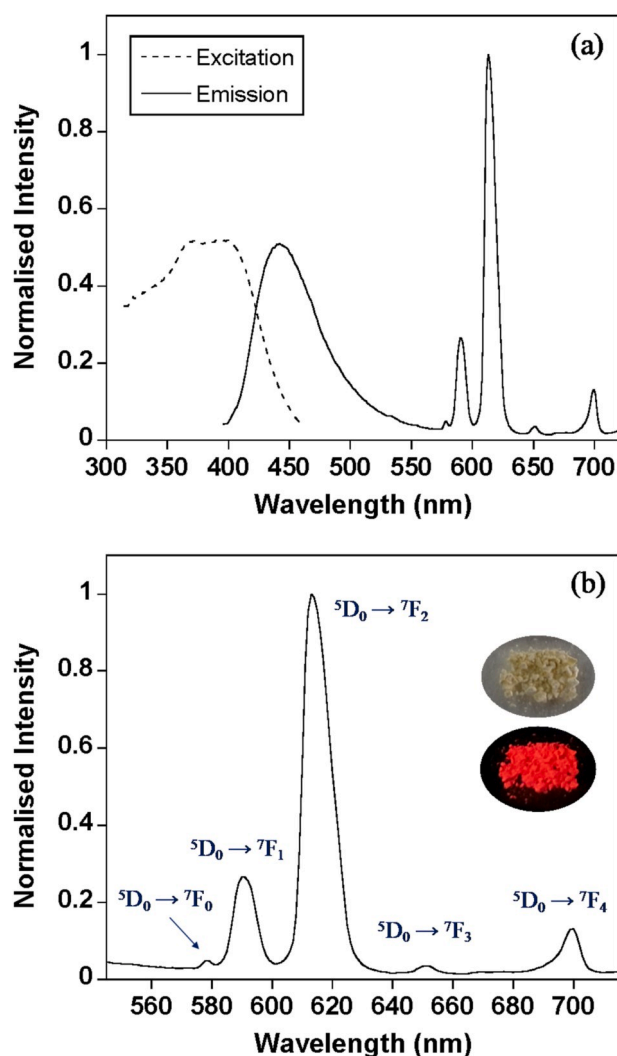 (a)
Excitation
Emission
Normalised Intensity
1
0.8
0.6
0.4
0.2
0
300 350 400 450 500 550 600 650 700
Wavelength (nm)
(b)
Normalised Intensity
1
0.8
0.6
0.4
0.2
0
⁵D₀ → ⁷F₂
⁵D₀ → ⁷F₁
⁵D₀ → ⁷F₀
⁵D₀ → ⁷F₃
⁵D₀ → ⁷F₄
560 580 600 620 640 660 680 700
Wavelength (nm)